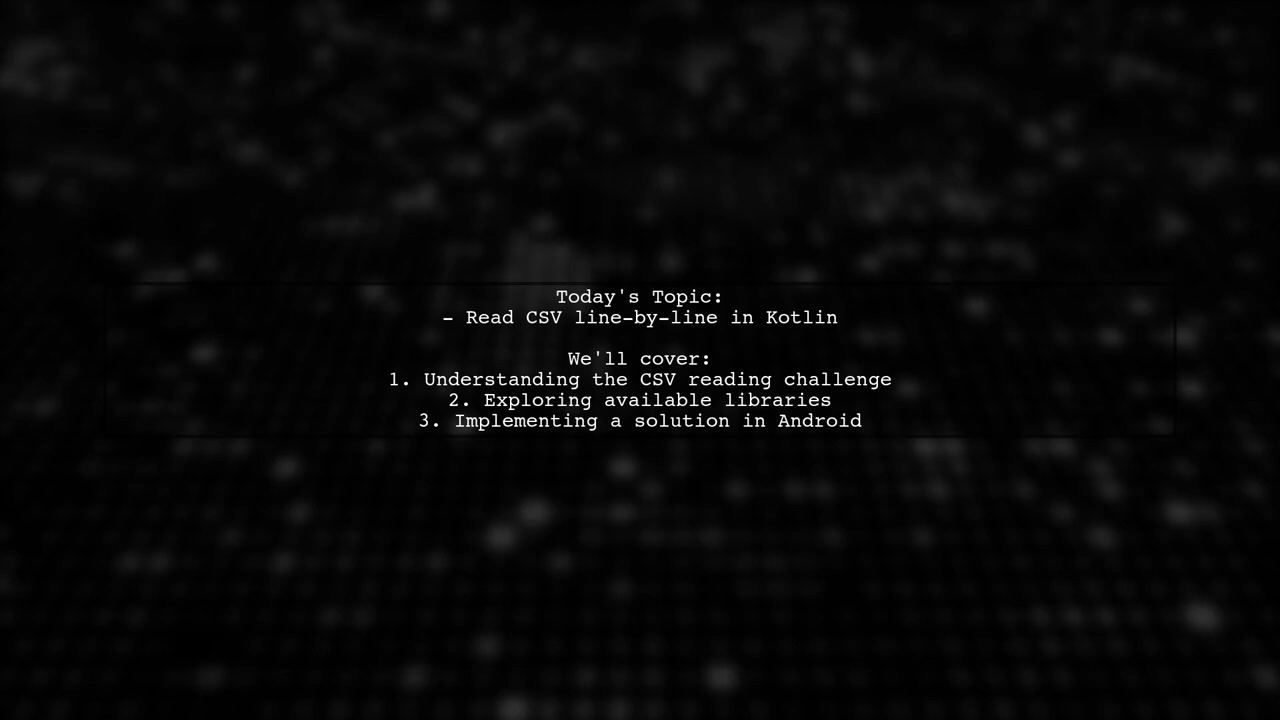 Today's Topic:
- Read CSV line-by-line in Kotlin
We'll cover:
1. Understanding the CSV reading challenge
2. Exploring available libraries
3. Implementing a solution in Android